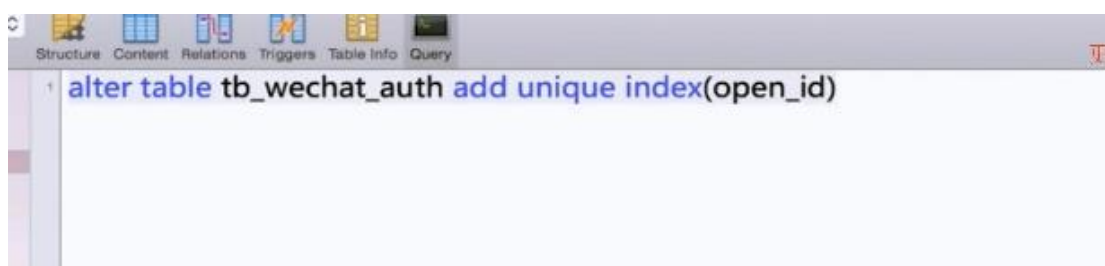 Structure Content Relations Triggers Table Info Query
1 alter table tb_wechat_auth add unique index(open_id)